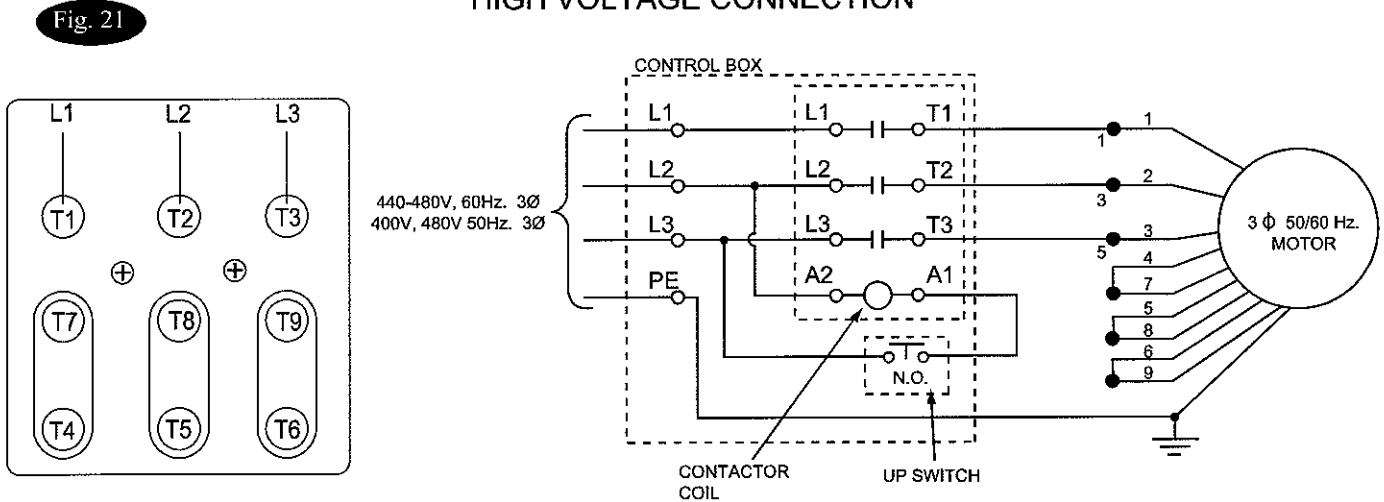 HIGH VOLTAGE CONNECTION
Fig. 21
L1 L2 L3
T1 T2 T3
T7 T8 T9
T4 T5 T6
440-480V, 60Hz. 3Ø
400V, 480V 50Hz. 3Ø
CONTROL BOX
L1 L1 T1 1 1
L2 L2 T2 3 2
L3 L3 T3 5 3
PE A2 A1
4
7
5
8
6
9
3 ϕ 50/60 Hz.
MOTOR
N.O.
CONTACTOR
COIL
UP SWITCH